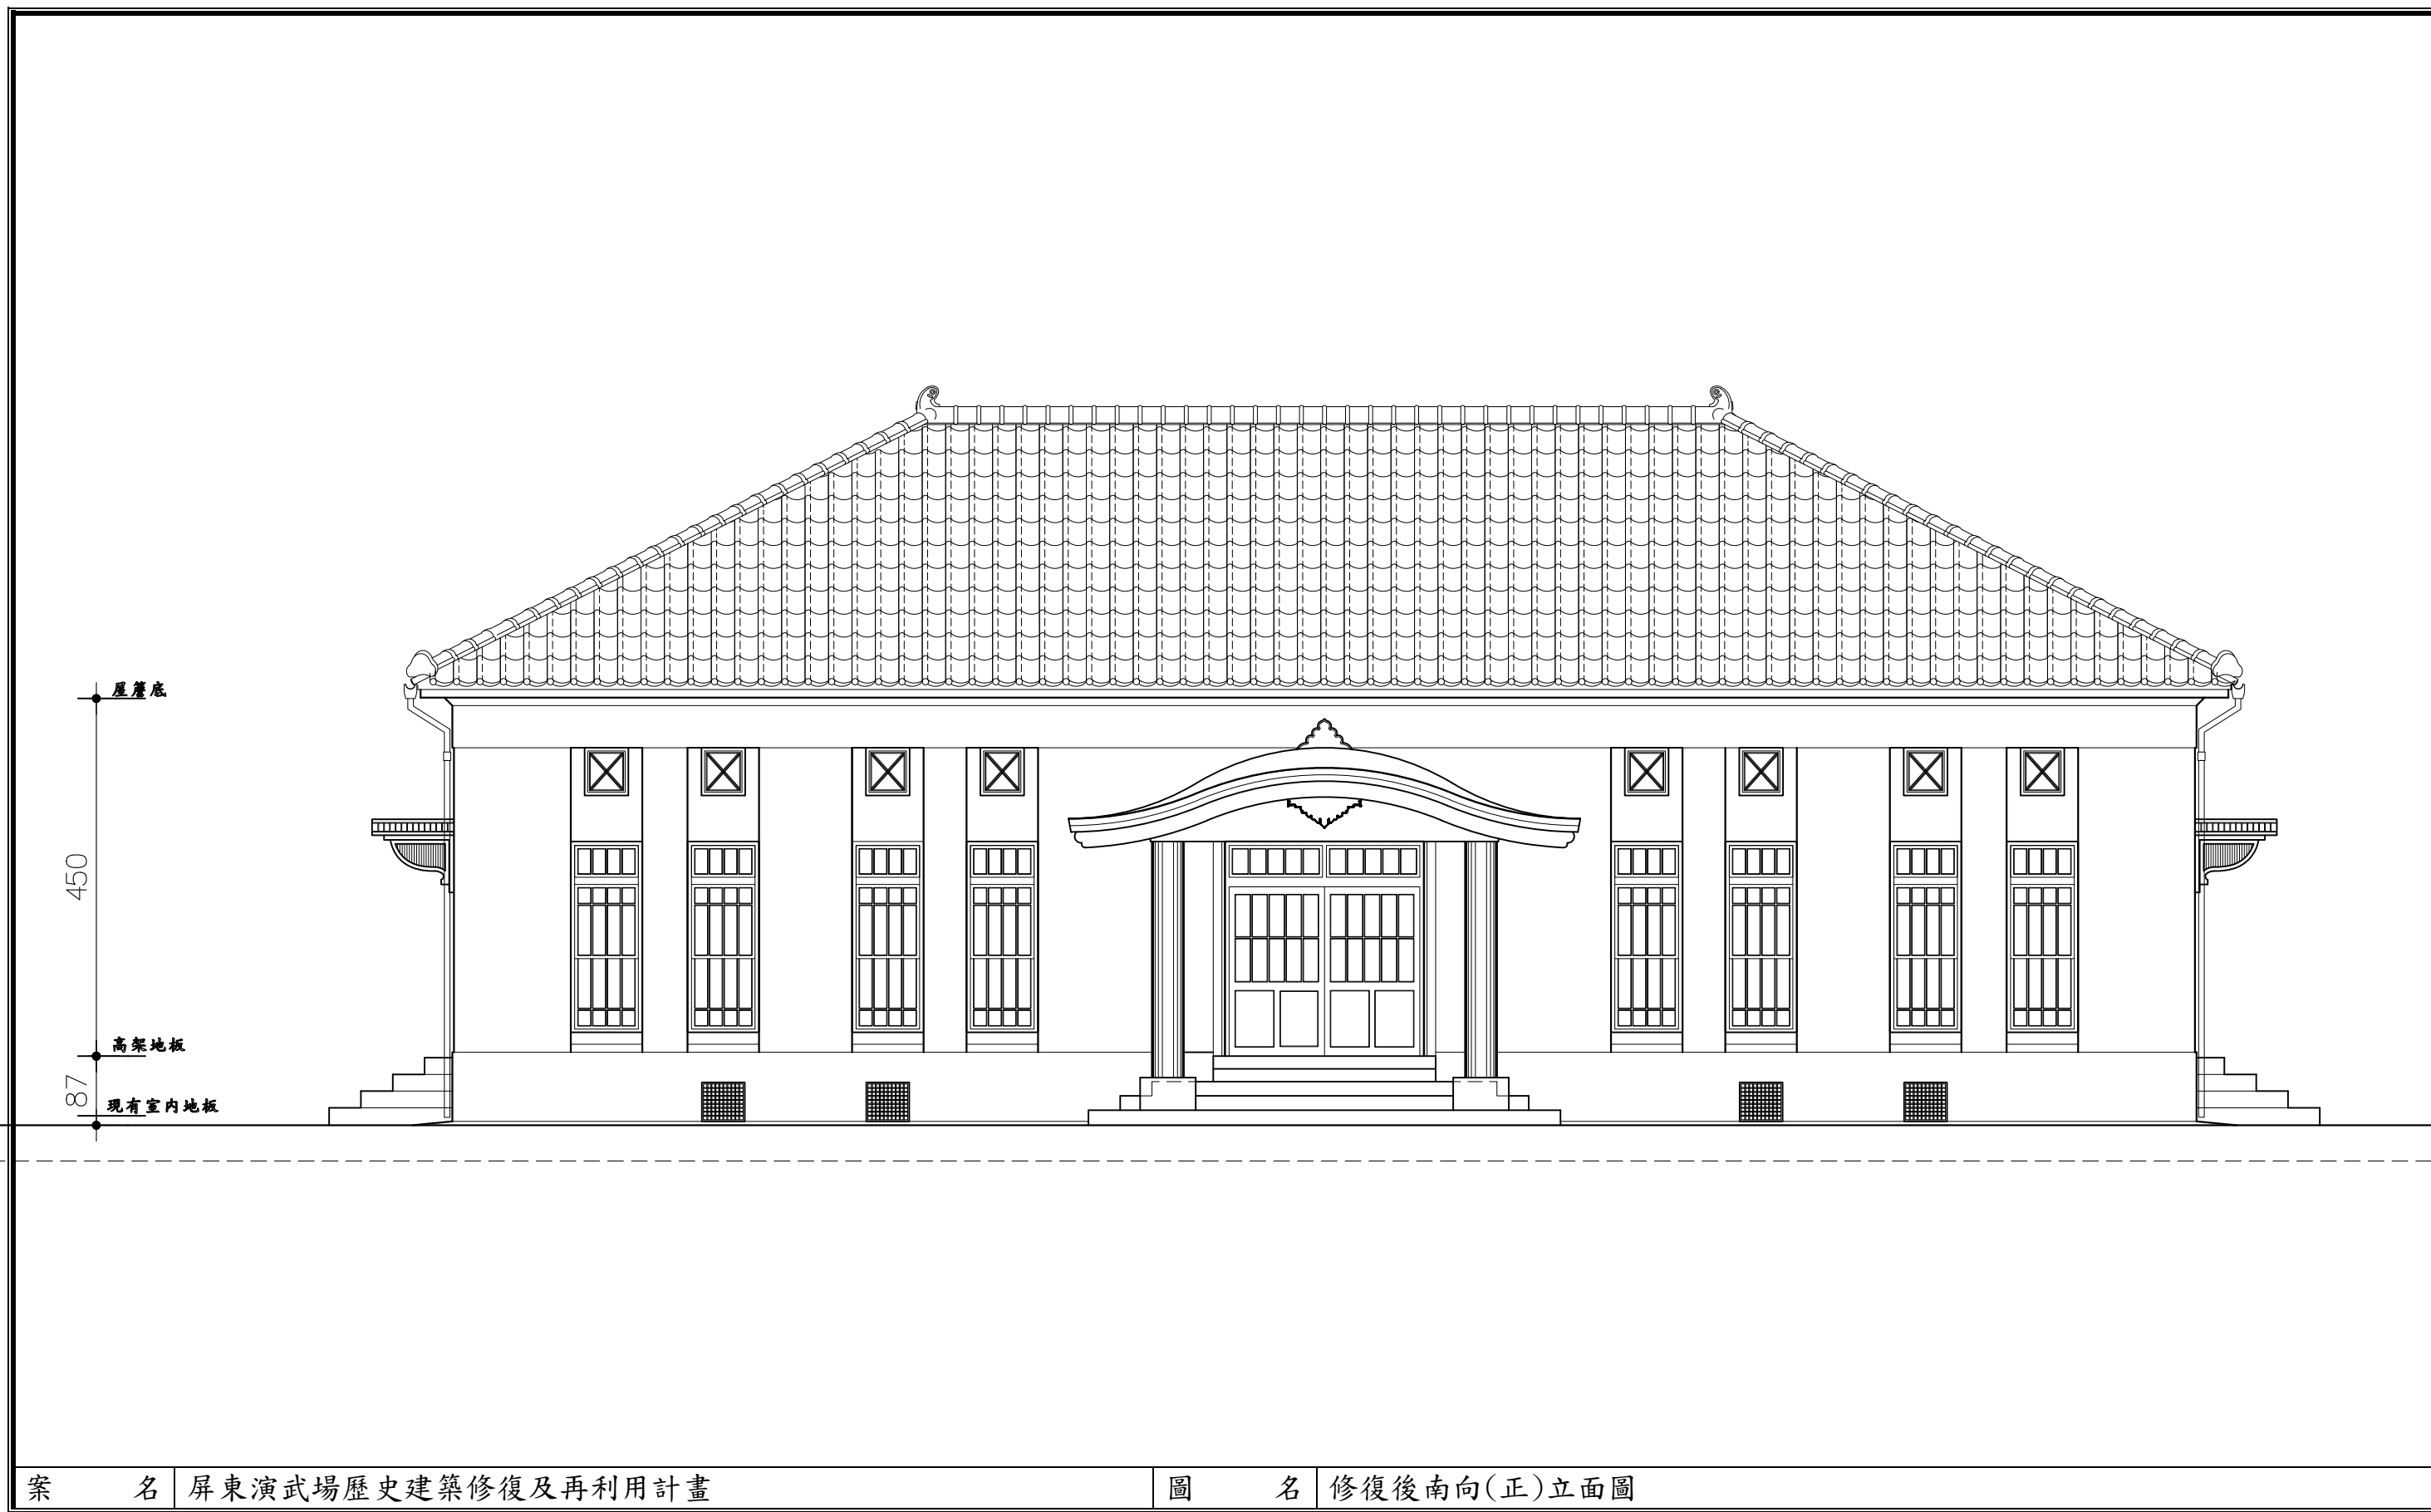 屋簷底
450
高架地板
87
現有室內地板
案 名 屏東演武場歷史建築修復及再利用計畫 圖 名 修復後南向(正)立面圖